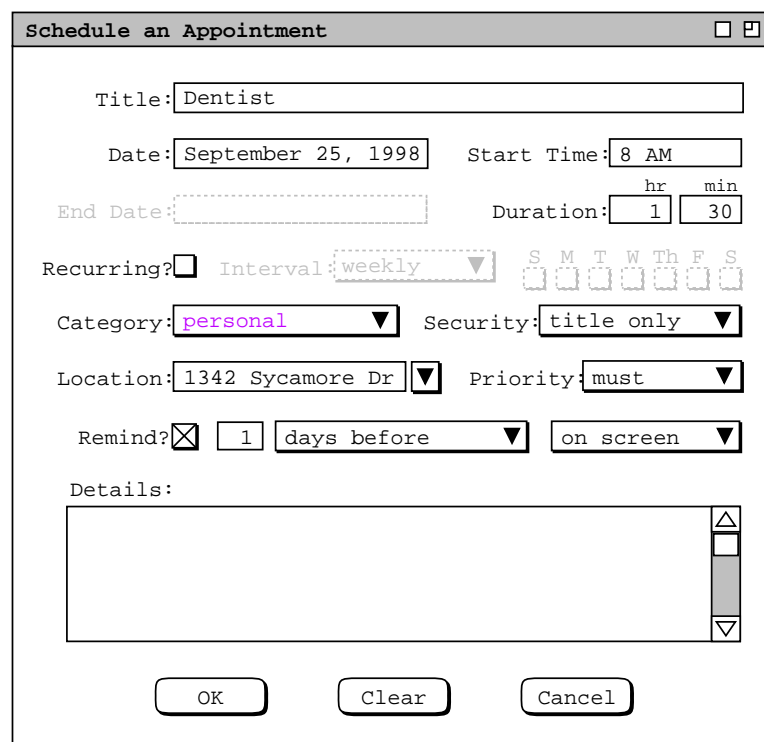 Schedule an Appointment
Title: Dentist
Date: September 25, 1998 Start Time: 8 AM
hr min
End Date: Duration: 1 30
S M T W Th F S
Recurring? Interval: weekly
Category: personal Security: title only
Location: 1342 Sycamore Dr Priority: must
Remind? 1 days before on screen
Details:
OK Clear Cancel